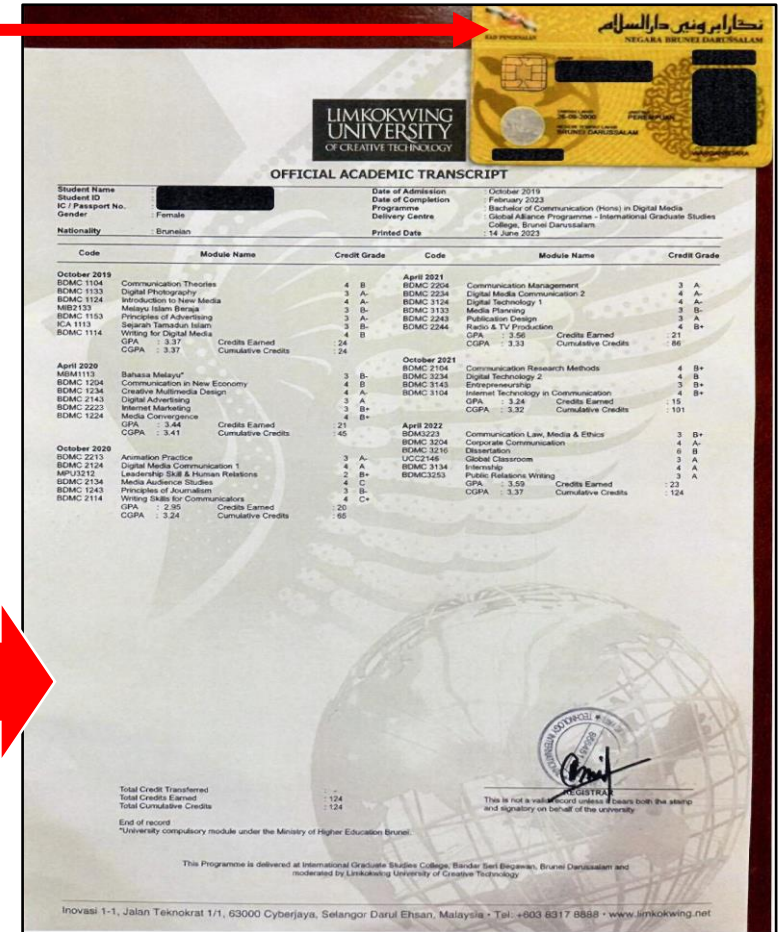 KAD PENGENALAN
دارالسلام
NEGARA BRUNEI DARUSSALAM
PEREMPUAN
BRUNEI DARUSSALAM
LIMKOKWING
UNIVERSITY
OF CREATIVE TECHNOLOGY
OFFICIAL ACADEMIC TRANSCRIPT
Student Name :
Student ID
IC / Passport No.
Gender : Female
Nationality : Bruneian
Date of Admission : October 2019
Date of Completion : February 2023
Programme : Bachelor of Communication (Hons) in Digital Media
Delivery Centre : Global Alliance Programme - International Graduate Studies
College, Brunei Darussalam
Printed Date : 14 June 2023
Code Module Name Credit Grade
October 2019
BDMC 1104 Communication Theories 4 B
BDMC 1133 Digital Photography 3 A-
BDMC 1124 Introduction to New Media 4 A-
MIB2133 Melayu Islam Beraja 3 B-
BDMC 1153 Principles of Advertising 3 A-
ICA 1113 Sejarah Tamadun Islam 3 B-
BDMC 1114 Writing for Digital Media 4 B
GPA : 3.37 Credits Earned : 24
CGPA : 3.37 Cumulative Credits : 24
April 2020
MBM1113 Bahasa Melayu* 3 B-
BDMC 1204 Communication in New Economy 4 B
BDMC 1234 Creative Multimedia Design 4 A-
BDMC 2143 Digital Advertising 3 A
BDMC 2223 Internet Marketing 3 B+
BDMC 1224 Media Convergence 4 B+
GPA : 3.44 Credits Earned : 21
CGPA : 3.41 Cumulative Credits : 45
October 2020
BDMC 2213 Animation Practice 3 A-
BDMC 2124 Digital Media Communication 1 4 A
MPU3212 Leadership Skill & Human Relations 2 B+
BDMC 2134 Media Audience Studies 4 C
BDMC 1243 Principles of Journalism 3 B-
BDMC 2114 Writing Skills for Communicators 4 C+
GPA : 2.95 Credits Earned : 20
CGPA : 3.24 Cumulative Credits : 65
Code Module Name Credit Grade
April 2021
BDMC 2204 Communication Management 3 A-
BDMC 2234 Digital Media Communication 2 4 A-
BDMC 3124 Digital Technology 1 4 A-
BDMC 3133 Media Planning 3 B-
BDMC 2243 Publication Design 3 A
BDMC 2244 Radio & TV Production 4 B+
GPA : 3.56 Credits Earned : 21
CGPA : 3.33 Cumulative Credits : 86
October 2021
BDMC 2104 Communication Research Methods 4 B+
BDMC 3234 Digital Technology 2 4 B
BDMC 3143 Entrepreneurship 3 B+
BDMC 3104 Internet Technology in Communication 4 B+
GPA : 3.24 Credits Earned : 15
CGPA : 3.32 Cumulative Credits : 101
April 2022
BDM3223 Communication Law, Media & Ethics 3 B+
BDMC 3204 Corporate Communication 4 A-
BDMC 3216 Dissertation 6 B
UCC2145 Global Classroom 3 A
BDMC 3134 Internship 4 A
BDMC3253 Public Relations Writing 3 A
GPA : 3.59 Credits Earned : 23
CGPA : 3.37 Cumulative Credits : 124
Total Credit Transferred : -
Total Credits Earned : 124
Total Cumulative Credits : 124
REGISTRAR
This is not a valid record unless it bears both the stamp
and signatory on behalf of the university
End of record
*University compulsory module under the Ministry of Higher Education Brunei.
This Programme is delivered at International Graduate Studies College, Bandar Seri Begawan, Brunei Darussalam and
moderated by Limkokwing University of Creative Technology
Inovasi 1-1, Jalan Teknokrat 1/1, 63000 Cyberjaya, Selangor Darul Ehsan, Malaysia • Tel: +603 8317 8888 • www.limkokwing.net